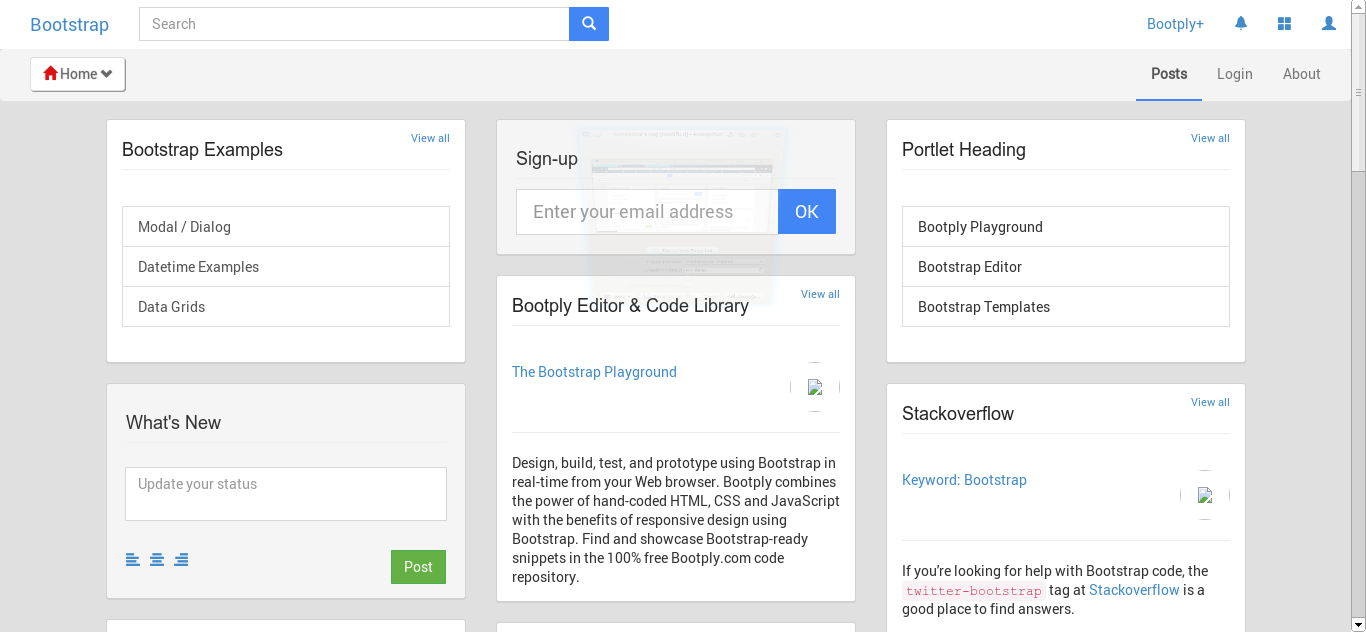 Bootstrap
Search
Bootply+
Home
Posts
Login
About
View all
Bootstrap Examples
Modal / Dialog
Datetime Examples
Data Grids
What's New
Update your status
Post
Sign-up
Enter your email address
OK
View all
Bootply Editor & Code Library
The Bootstrap Playground
Design, build, test, and prototype using Bootstrap in
real-time from your Web browser. Bootply combines
the power of hand-coded HTML, CSS and JavaScript
with the benefits of responsive design using
Bootstrap. Find and showcase Bootstrap-ready
snippets in the 100% free Bootply.com code
repository.
View all
Portlet Heading
Bootply Playground
Bootstrap Editor
Bootstrap Templates
View all
Stackoverflow
Keyword: Bootstrap
If you're looking for help with Bootstrap code, the
twitter-bootstrap tag at Stackoverflow is a
good place to find answers.